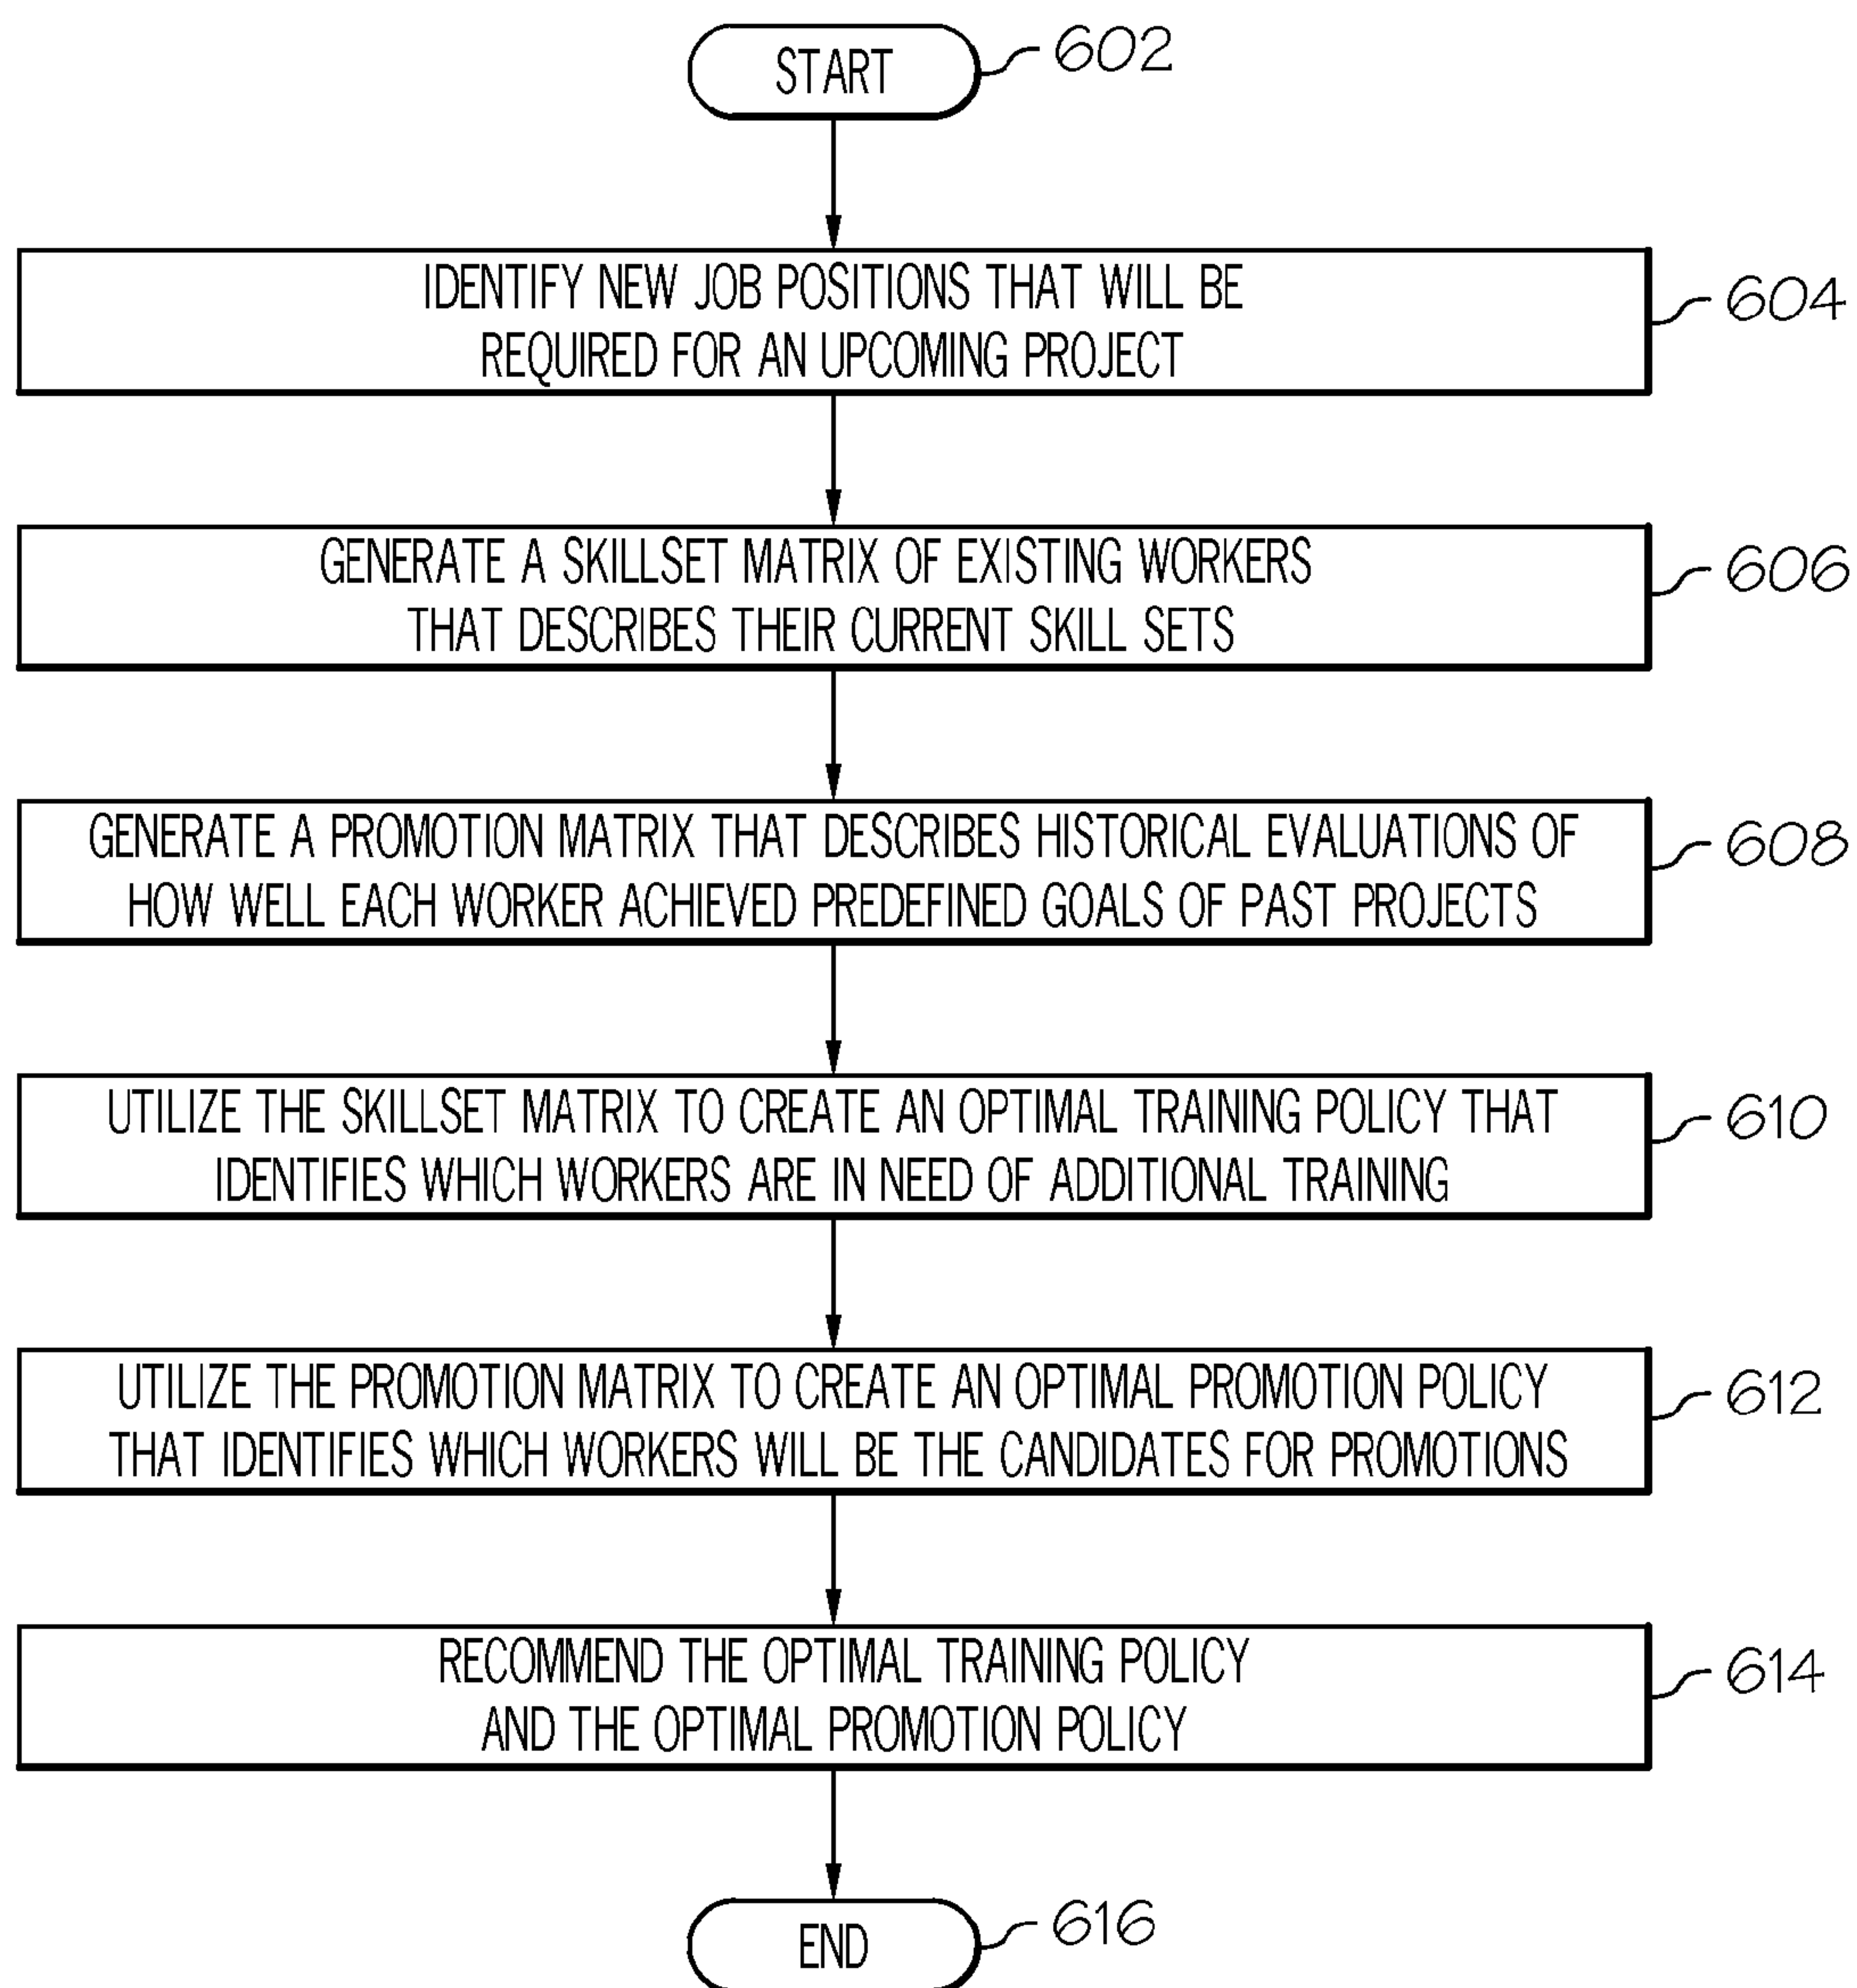 START
602
IDENTIFY NEW JOB POSITIONS THAT WILL BE
REQUIRED FOR AN UPCOMING PROJECT
604
GENERATE A SKILLSET MATRIX OF EXISTING WORKERS
THAT DESCRIBES THEIR CURRENT SKILL SETS
606
GENERATE A PROMOTION MATRIX THAT DESCRIBES HISTORICAL EVALUATIONS OF
HOW WELL EACH WORKER ACHIEVED PREDEFINED GOALS OF PAST PROJECTS
608
UTILIZE THE SKILLSET MATRIX TO CREATE AN OPTIMAL TRAINING POLICY THAT
IDENTIFIES WHICH WORKERS ARE IN NEED OF ADDITIONAL TRAINING
610
UTILIZE THE PROMOTION MATRIX TO CREATE AN OPTIMAL PROMOTION POLICY
THAT IDENTIFIES WHICH WORKERS WILL BE THE CANDIDATES FOR PROMOTIONS
612
RECOMMEND THE OPTIMAL TRAINING POLICY
AND THE OPTIMAL PROMOTION POLICY
614
END
616